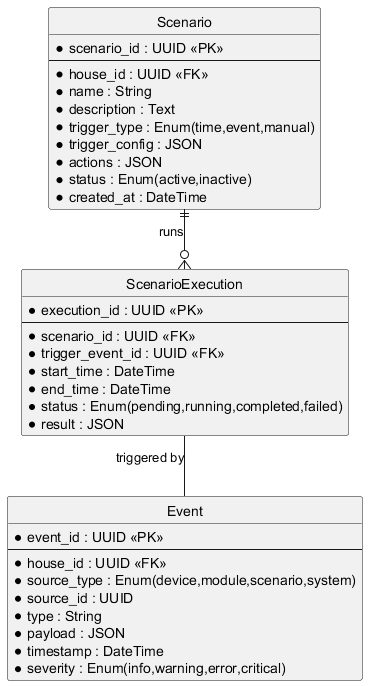 Scenario
scenario_id : UUID «PK»
house_id : UUID «FK»
name : String
description : Text
trigger_type : Enum(time,event,manual)
trigger_config : JSON
actions : JSON
status : Enum(active,inactive)
created_at : DateTime
runs
ScenarioExecution
execution_id : UUID «PK»
scenario_id : UUID «FK»
trigger_event_id : UUID «FK»
start_time : DateTime
end_time : DateTime
status : Enum(pending,running,completed,failed)
result : JSON
triggered by
Event
event_id : UUID «PK»
house_id : UUID «FK»
source_type : Enum(device,module,scenario,system)
source_id : UUID
type : String
payload : JSON
timestamp : DateTime
severity : Enum(info,warning,error,critical)